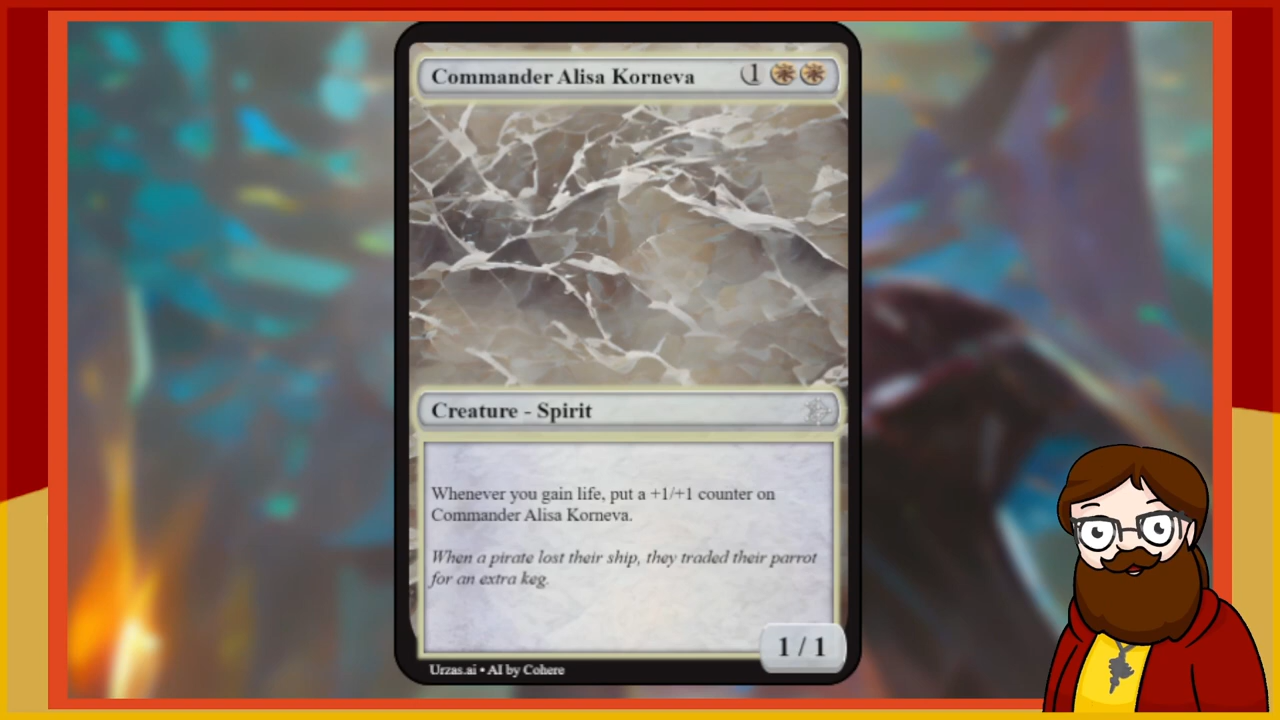 Commander Alisa Korneva 1
Creature - Spirit
Whenever you gain life, put a +1/+1 counter on
Commander Alisa Korneva.
When a pirate lost their ship, they traded their parrot
for an extra keg.
1 / 1
Urzas.ai • AI by Cohere